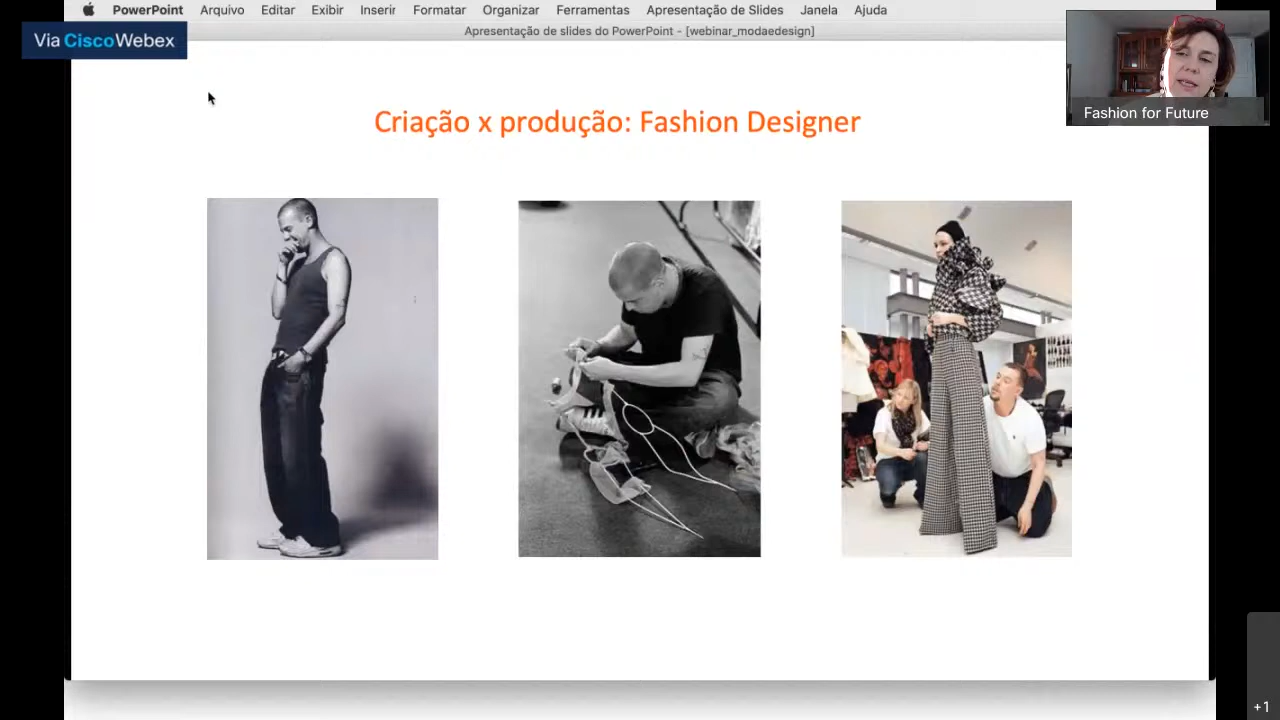 PowerPoint Arquivo Editar Exibir Inserir Formatar Organizar Ferramentas Apresentação de Slides Janela Ajuda
Apresentação de slides do PowerPoint - [webinar_modaedesign]
Via CiscoWebex
Fashion for Future
Criação x produção: Fashion Designer
+1